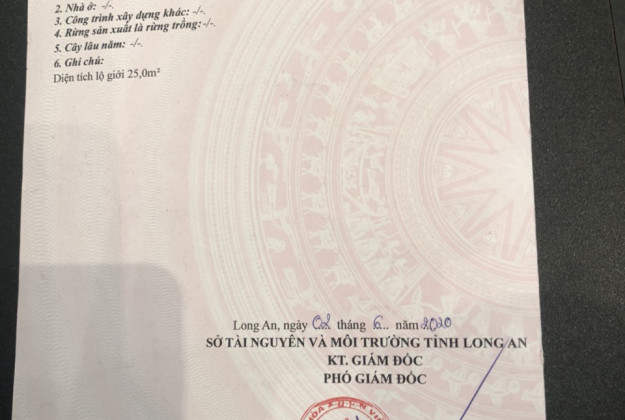 2. Nhà ở: -/-.
3. Công trình xây dựng khác: -/-.
4. Rừng sản xuất là rừng trồng: -/-.
5. Cây lâu năm: -/-.
6. Ghi chú:
Diện tích lộ giới 25,0m²
Long An, ngày 02 tháng 6... năm 2020
SỞ TÀI NGUYÊN VÀ MÔI TRƯỜNG TỈNH LONG AN
KT. GIÁM ĐỐC
PHÓ GIÁM ĐỐC